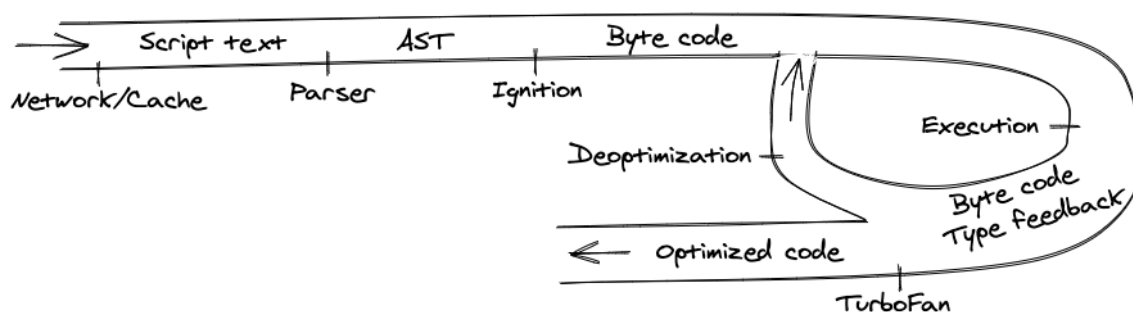 Script text
AST
Byte code
Network/Cache
Parser
Ignition
Execution
Deoptimization
Byte code
Type feedback
Optimized code
TurboFan